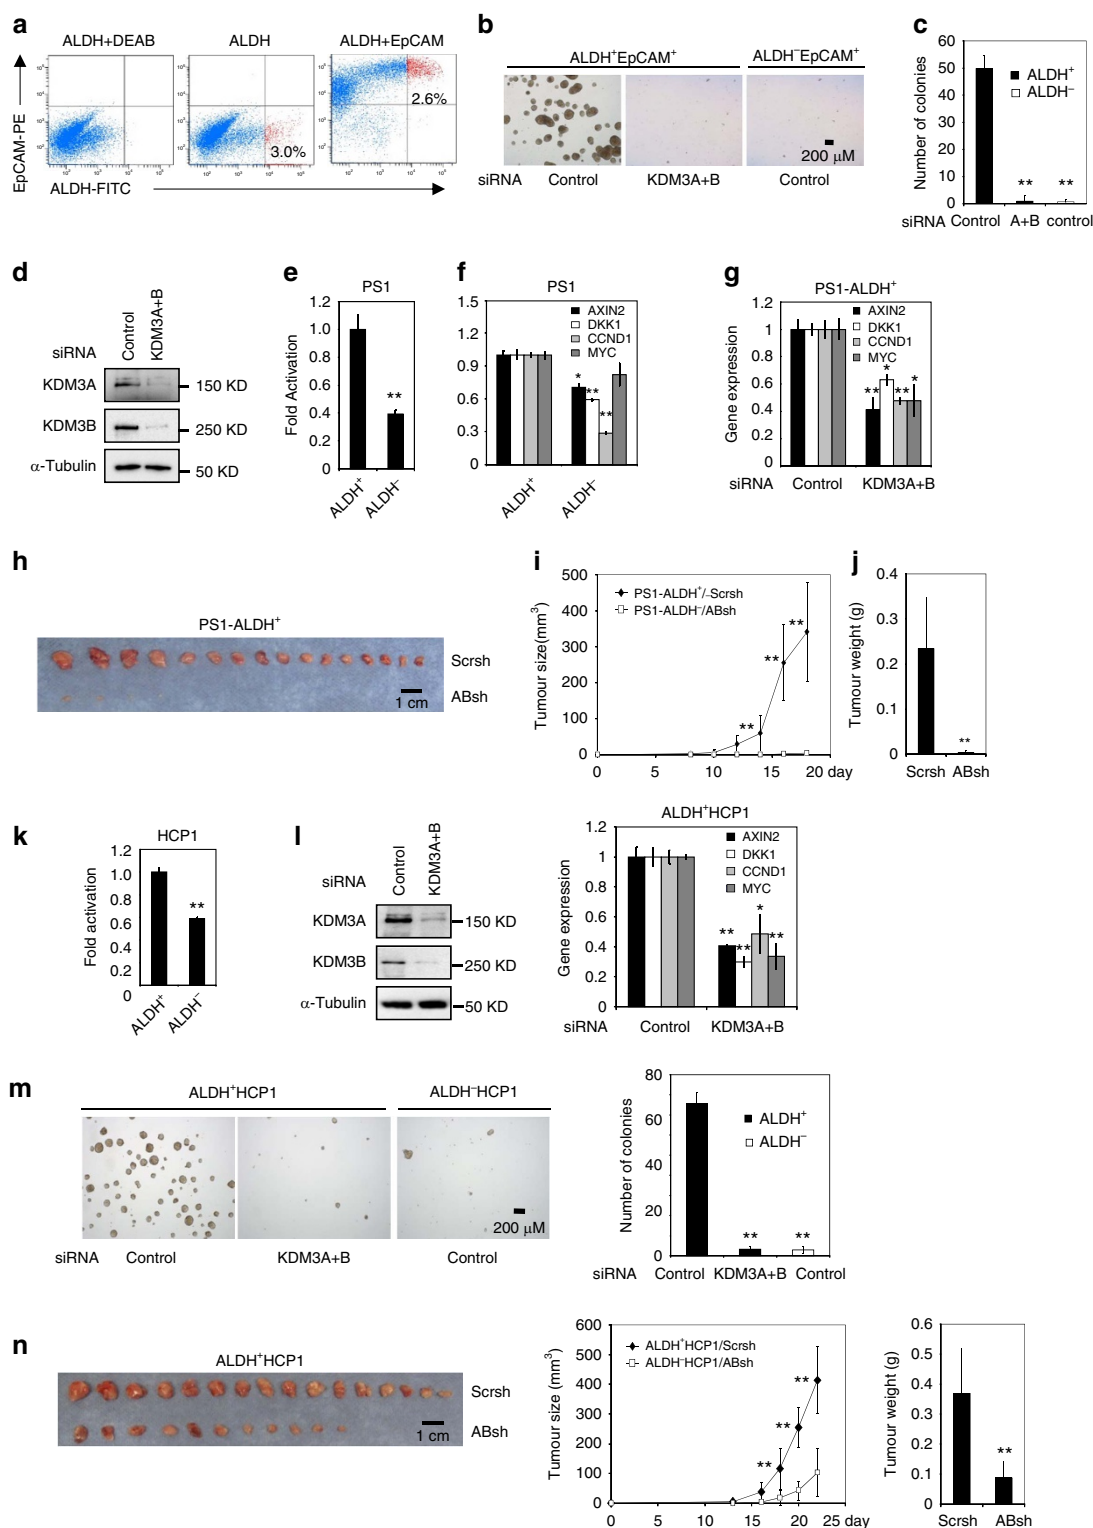 a
ALDH+DEAB
ALDH
ALDH+EpCAM
EpCAM-PE
3.0%
2.6%
ALDH-FITC
b
ALDH⁺EpCAM⁺
ALDH⁻EpCAM⁺
200 µM
siRNA Control KDM3A+B Control
c
Number of colonies
60
50
40
30
20
10
0
ALDH⁺
ALDH⁻
** **
siRNA Control A+B control
d
siRNA
Control
KDM3A+B
KDM3A
150 KD
KDM3B
250 KD
α-Tubulin
50 KD
e
PS1
Fold Activation
1.2
1.0
0.8
0.6
0.4
0.2
0
**
ALDH⁺
ALDH⁻
f
PS1
1.5
1.2
0.9
0.6
0.3
0
AXIN2
DKK1
CCND1
MYC
* ** **
ALDH⁺
ALDH⁻
g
PS1-ALDH⁺
Gene expression
1.2
1
0.8
0.6
0.4
0.2
0
AXIN2
DKK1
CCND1
MYC
** * ** *
siRNA Control KDM3A+B
h
PS1-ALDH⁺
Scrsh
ABsh
1 cm
i
Tumour size(mm³)
500
400
300
200
100
0
PS1-ALDH⁺/-Scrsh
PS1-ALDH⁻/ABsh
** ** **
0 5 10 15 20 day
j
Tumour weight (g)
0.4
0.3
0.2
0.1
0
**
Scrsh ABsh
k
HCP1
Fold activation
1.2
1.0
0.8
0.6
0.4
0.2
0
**
ALDH⁺
ALDH⁻
l
siRNA
Control
KDM3A+B
KDM3A
150 KD
KDM3B
250 KD
α-Tubulin
50 KD
ALDH⁺HCP1
Gene expression
1.2
1
0.8
0.6
0.4
0.2
0
AXIN2
DKK1
CCND1
MYC
** ** * **
siRNA Control KDM3A+B
m
ALDH⁺HCP1
ALDH⁻HCP1
200 µM
siRNA Control KDM3A+B Control
Number of colonies
80
60
40
20
0
ALDH⁺
ALDH⁻
** **
siRNA Control KDM3A+B Control
n
ALDH⁺HCP1
Scrsh
ABsh
1 cm
Tumour size (mm³)
600
500
400
300
200
100
0
ALDH⁺HCP1/Scrsh
ALDH⁻HCP1/ABsh
** ** **
0 5 10 15 20 25 day
Tumour weight (g)
0.6
0.5
0.4
0.3
0.2
0.1
0
**
Scrsh ABsh